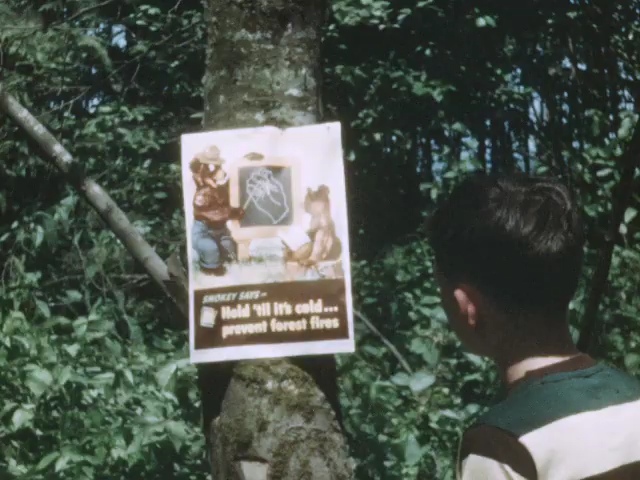 SMOKEY SAYS—
Hold 'til it's cold...
prevent forest fires